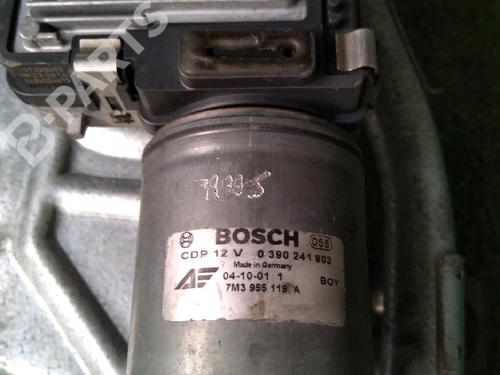 B-PARTS
BOSCH 058
CDP 12 V 0 390 241 803
Made in Germany
04-10-01 1 BOY
7M3 955 119 A